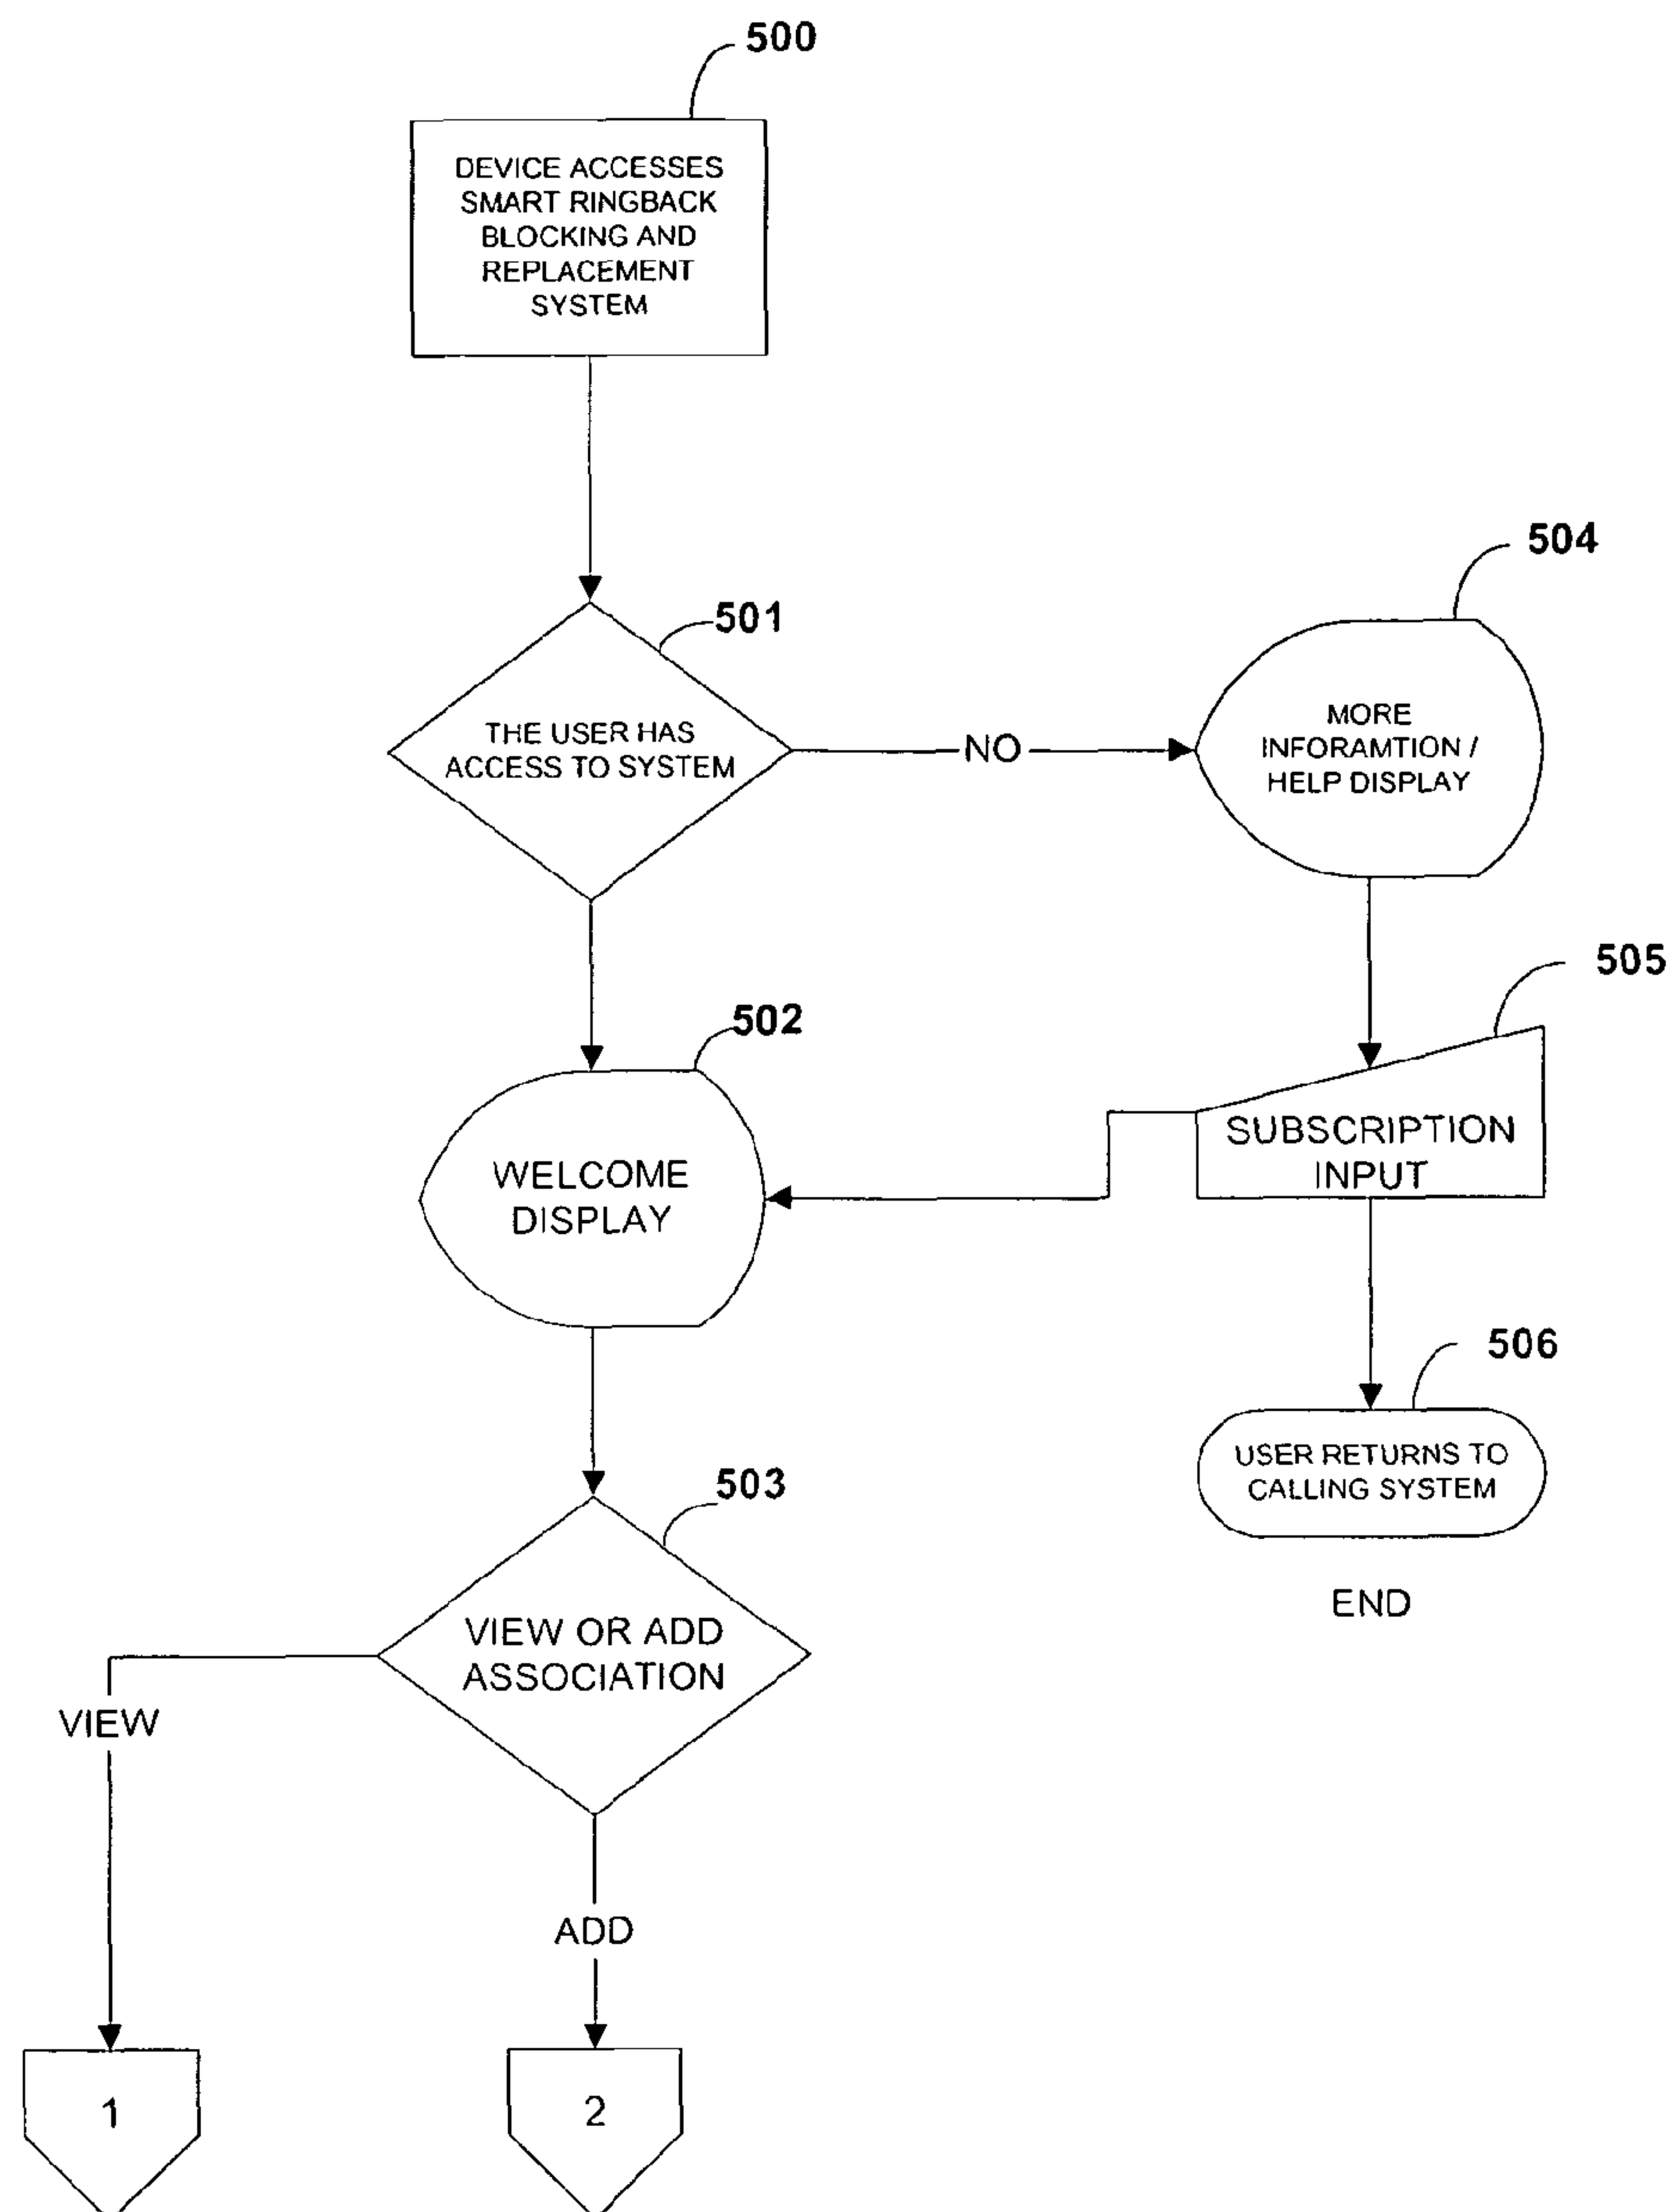 500
DEVICE ACCESSES
SMART RINGBACK
BLOCKING AND
REPLACEMENT
SYSTEM
501
THE USER HAS
ACCESS TO SYSTEM
NO
504
MORE
INFORAMTION /
HELP DISPLAY
502
WELCOME
DISPLAY
505
SUBSCRIPTION
INPUT
506
USER RETURNS TO
CALLING SYSTEM
END
503
VIEW OR ADD
ASSOCIATION
VIEW
ADD
1
2